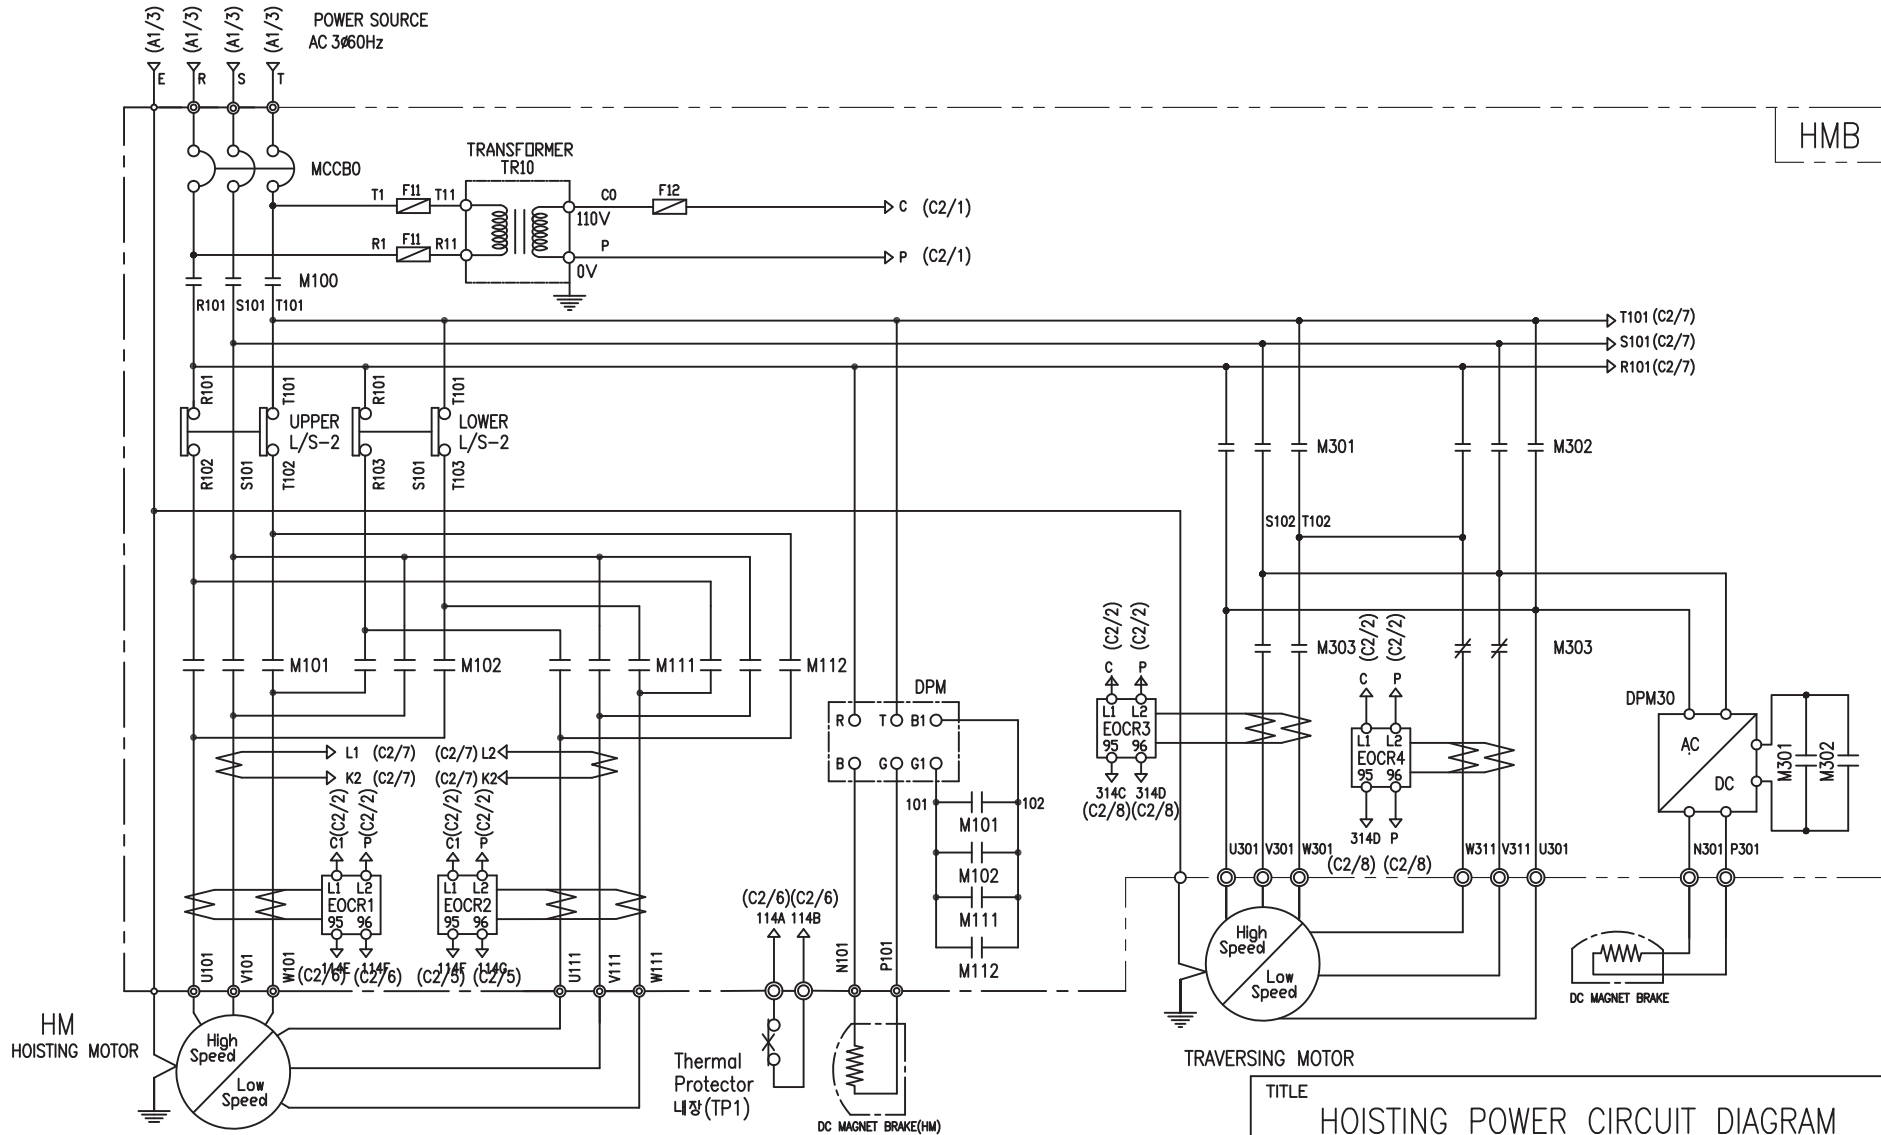 (A1/3) (A1/3) (A1/3) (A1/3)
POWER SOURCE
AC 3ø60Hz
E R S T
HMB
MCCB0
TRANSFORMER
TR10
T1 F11 T11
C0 F12
C (C2/1)
110V
R1 F11 R11
P
P (C2/1)
0V
M100
R101 S101 T101
T101 (C2/7)
S101 (C2/7)
R101 (C2/7)
R101 T101 R101 T101
UPPER
L/S-2
LOWER
L/S-2
R102 S101 T102 R103 S101 T103
M301 M302
S102 T102
M101 M102 M111 M112
M303 M303
(C2/2) (C2/2)
C P
L1 L2
EOCR3
95 96
314C 314D
(C2/8) (C2/8)
(C2/2) (C2/2)
C P
L1 L2
EOCR4
95 96
314D P
(C2/8) (C2/8)
DPM
R T B1
B G G1
101 102
M101
M102
M111
M112
DPM30
AC
DC
M301 M302
L1 (C2/7) (C2/7) L2
K2 (C2/7) (C2/7) K2
(C2/2) (C2/2) (C2/2) (C2/2)
C1 P C1 P
L1 L2
EOCR1
95 96
114E 114F
(C2/6) (C2/6)
L1 L2
EOCR2
95 96
114F 114G
(C2/5) (C2/5)
U101 V101 W101
U111 V111 W111
(C2/6) (C2/6)
114A 114B
N101 P101
U301 V301 W301
W311 V311 U301
N301 P301
High
Speed
Low
Speed
DC MAGNET BRAKE
TRAVERSING MOTOR
HM
HOISTING MOTOR
High
Speed
Low
Speed
Thermal
Protector
내장(TP1)
DC MAGNET BRAKE(HM)
TITLE
HOISTING POWER CIRCUIT DIAGRAM